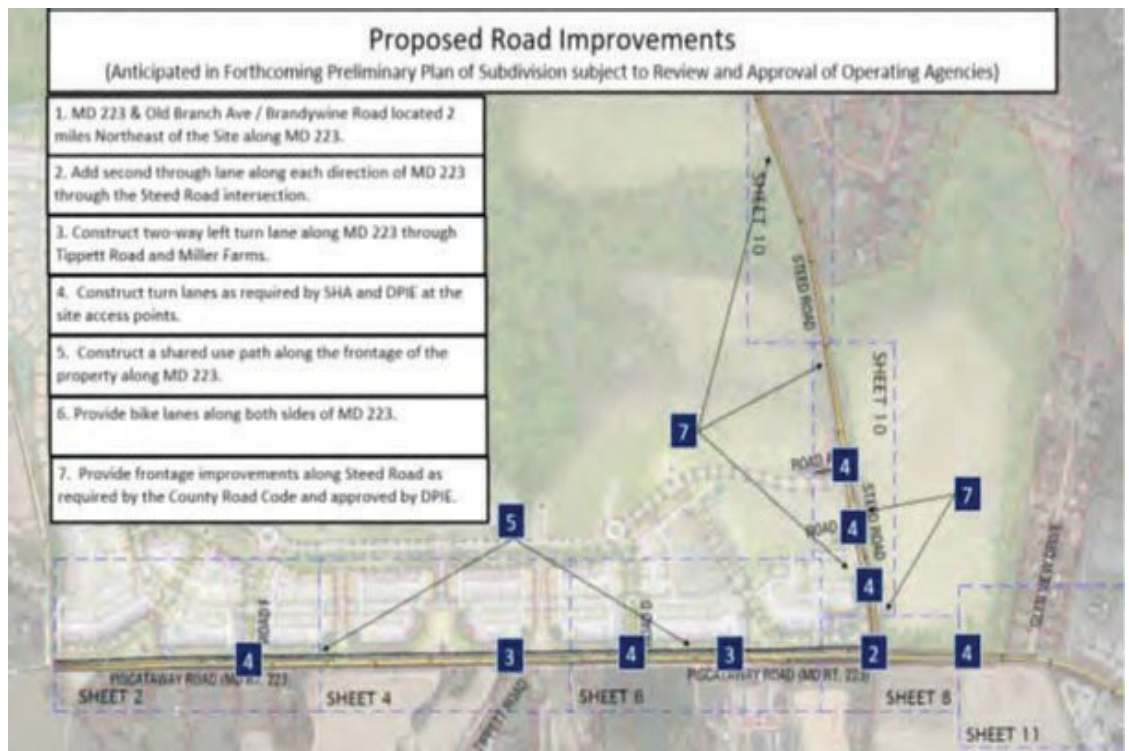 Proposed Road Improvements
(Anticipated in Forthcoming Preliminary Plan of Subdivision subject to Review and Approval of Operating Agencies)
1. MD 223 & Old Branch Ave / Brandywine Road located 2
miles Northeast of the Site along MD 223.
2. Add second through lane along each direction of MD 223
through the Steed Road intersection.
3. Construct two-way left turn lane along MD 223 through
Tippett Road and Miller Farms.
4. Construct turn lanes as required by SHA and DPIE at the
site access points.
5. Construct a shared use path along the frontage of the
property along MD 223.
6. Provide bike lanes along both sides of MD 223.
7. Provide frontage improvements along Steed Road as
required by the County Road Code and approved by DPIE.
SHEET 10
STEED ROAD
SHEET 10
7
ROAD
4
7
5
ROAD
4
STEED ROAD
4
ROAD F
4
3
4
3
2
4
PISCATAWAY ROAD (MD RT. 223)
PISCATAWAY ROAD (MD RT. 223)
SHEET 2
SHEET 4
TIPPETT ROAD
SHEET 6
SHEET 8
SHEET 11